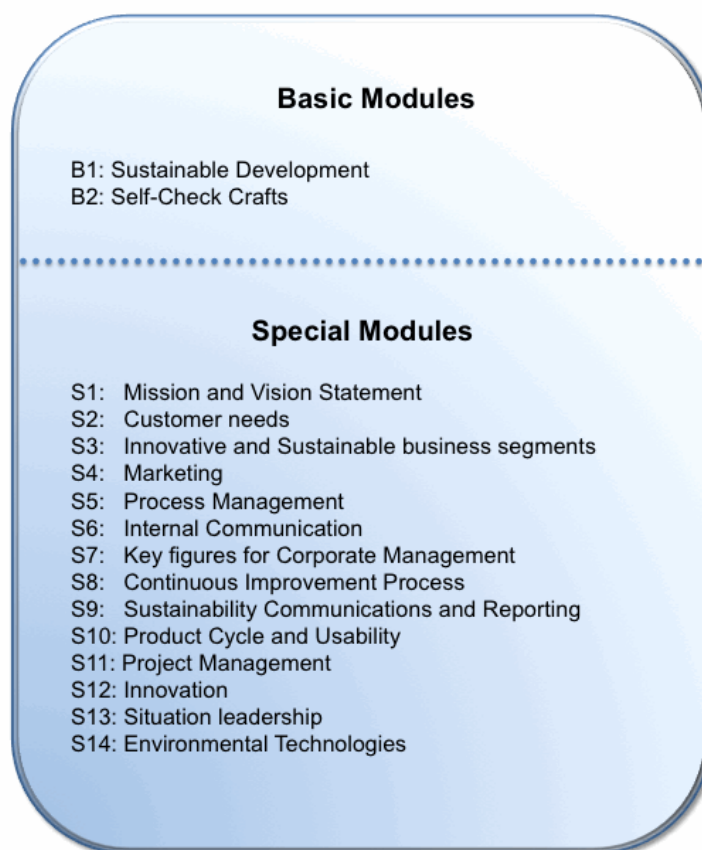 Basic Modules
B1: Sustainable Development
B2: Self-Check Crafts
Special Modules
S1: Mission and Vision Statement
S2: Customer needs
S3: Innovative and Sustainable business segments
S4: Marketing
S5: Process Management
S6: Internal Communication
S7: Key figures for Corporate Management
S8: Continuous Improvement Process
S9: Sustainability Communications and Reporting
S10: Product Cycle and Usability
S11: Project Management
S12: Innovation
S13: Situation leadership
S14: Environmental Technologies